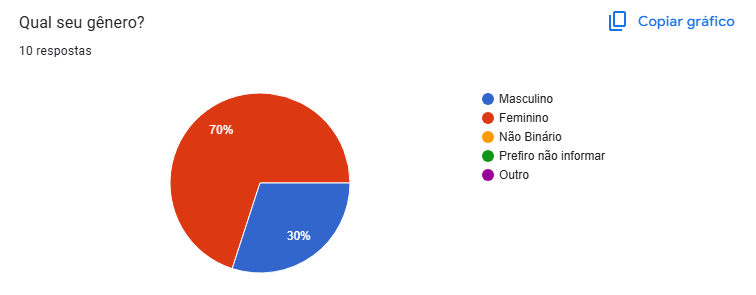 Qual seu gênero?
Copiar gráfico
10 respostas
70%
30%
Masculino
Feminino
Não Binário
Prefiro não informar
Outro